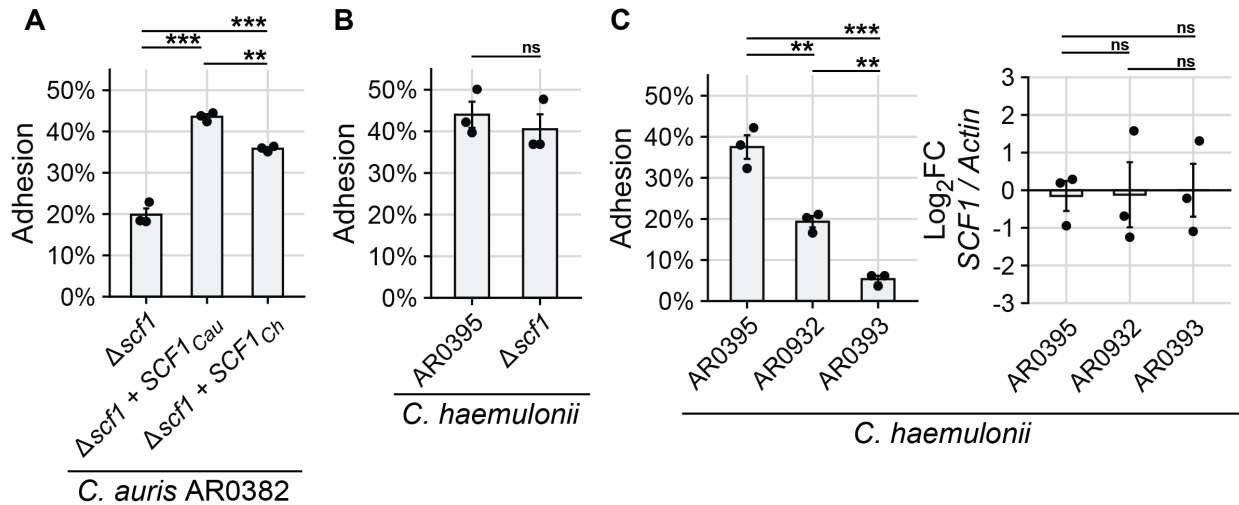 A
***
***
**
Adhesion
50%
40%
30%
20%
10%
0%
Δscf1
Δscf1 + SCF1Cau
Δscf1 + SCF1Ch
C. auris AR0382
B
ns
Adhesion
50%
40%
30%
20%
10%
0%
AR0395
Δscf1
C. haemulonii
C
***
**
**
Adhesion
50%
40%
30%
20%
10%
0%
AR0395
AR0932
AR0393
ns
ns
ns
Log2FC
SCF1 / Actin
3
2
1
0
-1
-2
-3
AR0395
AR0932
AR0393
C. haemulonii